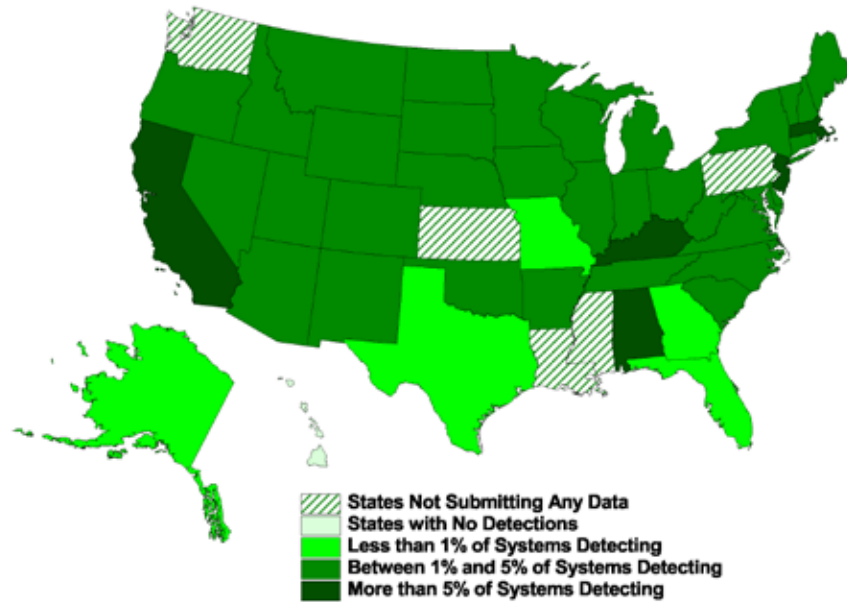 States Not Submitting Any Data
States with No Detections
Less than 1% of Systems Detecting
Between 1% and 5% of Systems Detecting
More than 5% of Systems Detecting